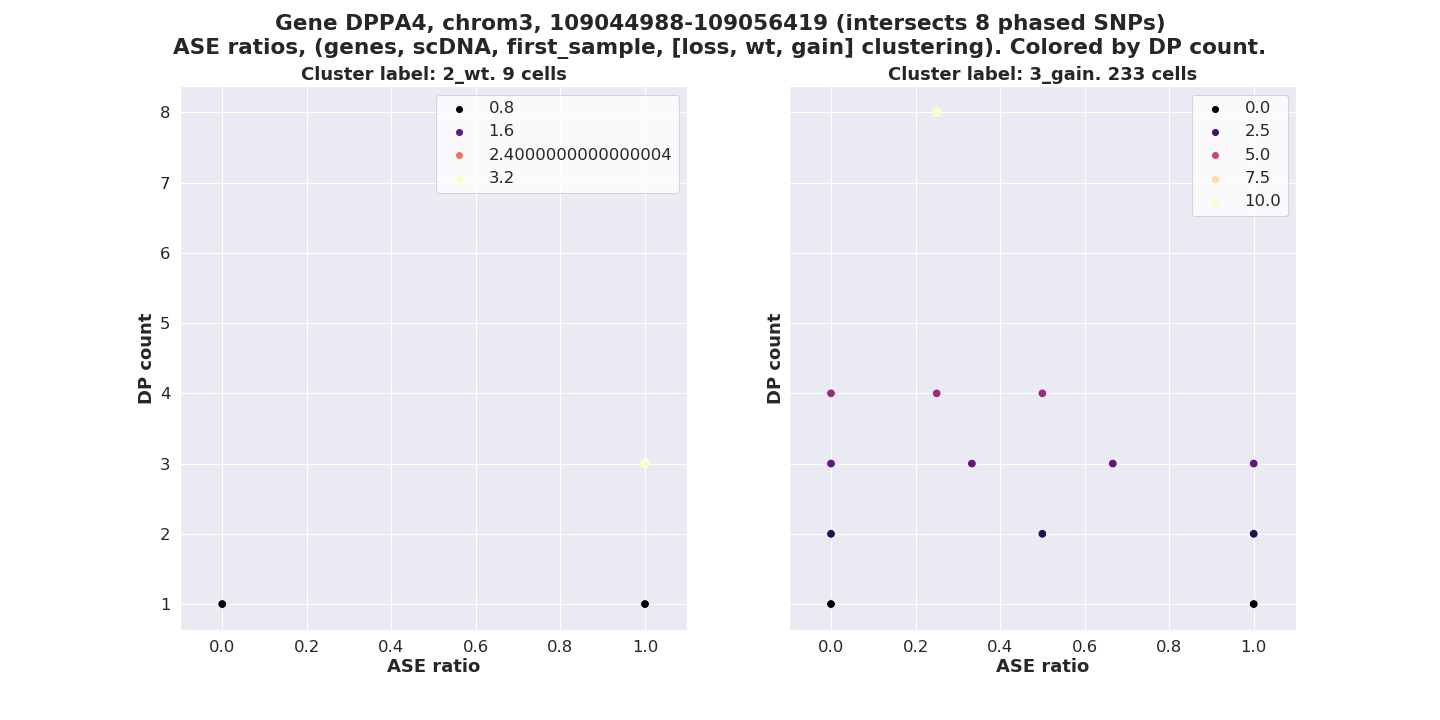 Gene DPPA4, chrom3, 109044988-109056419 (intersects 8 phased SNPs)
ASE ratios, (genes, scDNA, first_sample, [loss, wt, gain] clustering). Colored by DP count.
Cluster label: 2_wt. 9 cells
0.8
1.6
2.4000000000000004
3.2
8
7
6
5
4
3
2
1
DP count
0.0 0.2 0.4 0.6 0.8 1.0
ASE ratio
Cluster label: 3_gain. 233 cells
0.0
2.5
5.0
7.5
10.0
DP count
0.0 0.2 0.4 0.6 0.8 1.0
ASE ratio